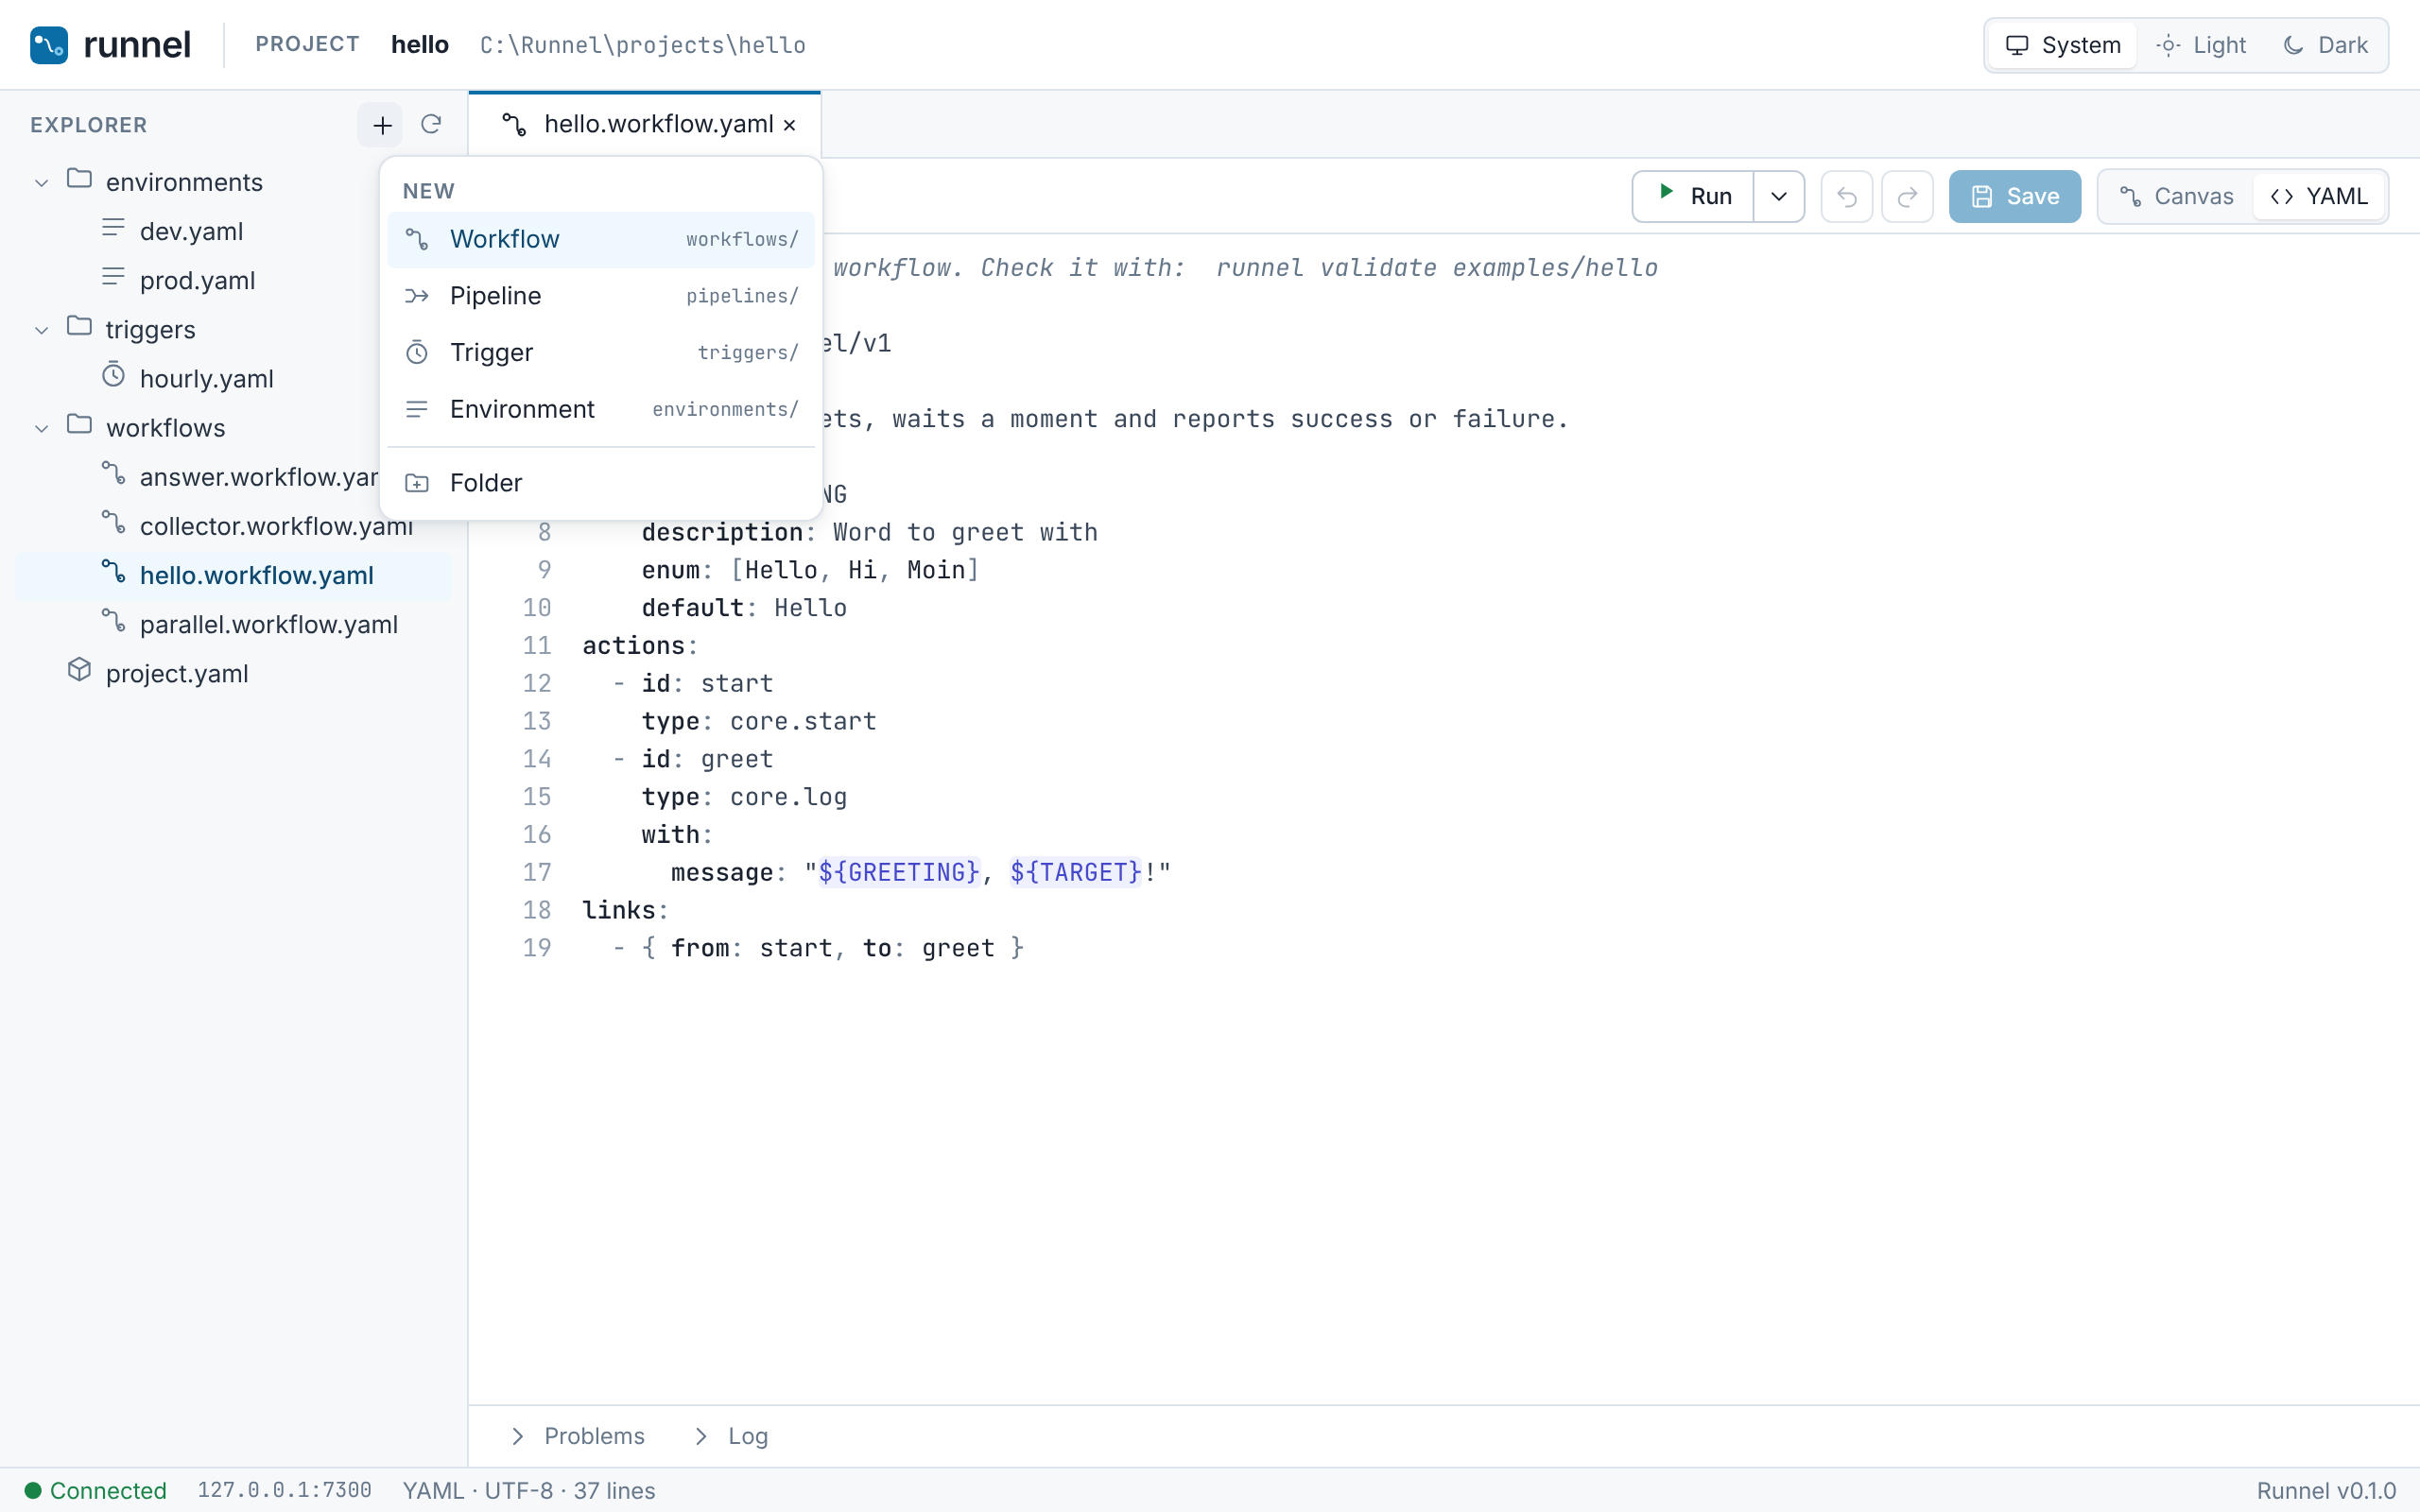 runnel PROJECT hello C:\Runnel\projects\hello System Light Dark
EXPLORER
environments
dev.yaml
prod.yaml
triggers
hourly.yaml
workflows
answer.workflow.yam
collector.workflow.yaml
hello.workflow.yaml
parallel.workflow.yaml
project.yaml
hello.workflow.yaml ×
NEW
Workflow workflows/
Pipeline pipelines/
Trigger triggers/
Environment environments/
Folder
Run Save Canvas YAML
workflow. Check it with:  runnel validate examples/hello
el/v1
ets, waits a moment and reports success or failure.
NG
8 description: Word to greet with
9 enum: [Hello, Hi, Moin]
10 default: Hello
11 actions:
12 - id: start
13 type: core.start
14 - id: greet
15 type: core.log
16 with:
17 message: "${GREETING}, ${TARGET}!"
18 links:
19 - { from: start, to: greet }
Problems Log
Connected 127.0.0.1:7300 YAML · UTF-8 · 37 lines Runnel v0.1.0